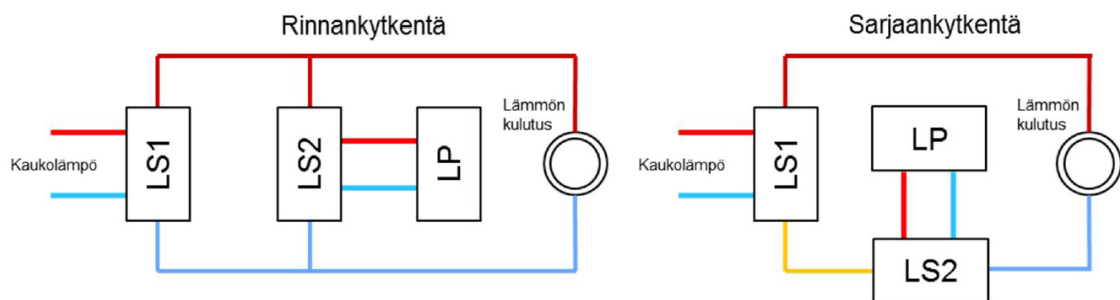 Rinnankytkentä
Kaukolämpö
LS1
LS2
LP
Lämmön
kulutus
Sarjaankytkentä
Kaukolämpö
LS1
LP
LS2
Lämmön
kulutus